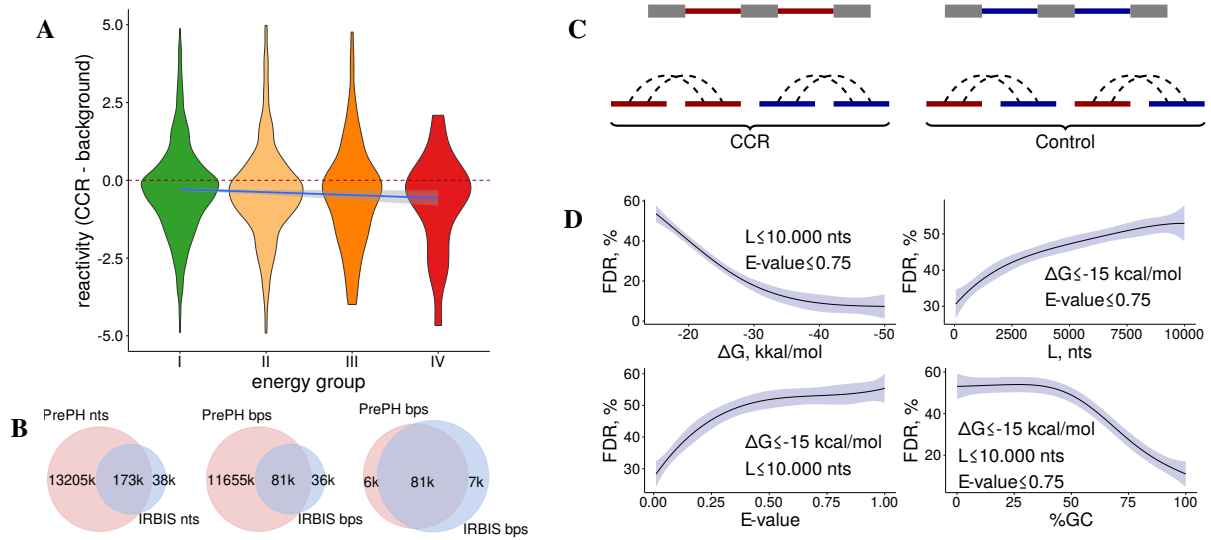 A
reactivity (CCR - background)
5.0
2.5
0.0
-2.5
-5.0
I II III IV
energy group
B
PrePH nts
13205k 173k 38k
IRBIS nts
PrePH bps
11655k 81k 36k
IRBIS bps
PrePH bps
6k 81k 7k
IRBIS bps
C
CCR
Control
D
FDR, %
60
40
20
0
L≤10.000 nts
E-value≤0.75
-20 -30 -40 -50
ΔG, kkal/mol
FDR, %
50
40
30
ΔG≤-15 kcal/mol
E-value≤0.75
0 2500 5000 7500 10000
L, nts
FDR, %
60
50
40
30
ΔG≤-15 kcal/mol
L≤10.000 nts
0.00 0.25 0.50 0.75 1.00
E-value
FDR, %
60
40
20
ΔG≤-15 kcal/mol
L≤10.000 nts
E-value≤0.75
0 25 50 75 100
%GC